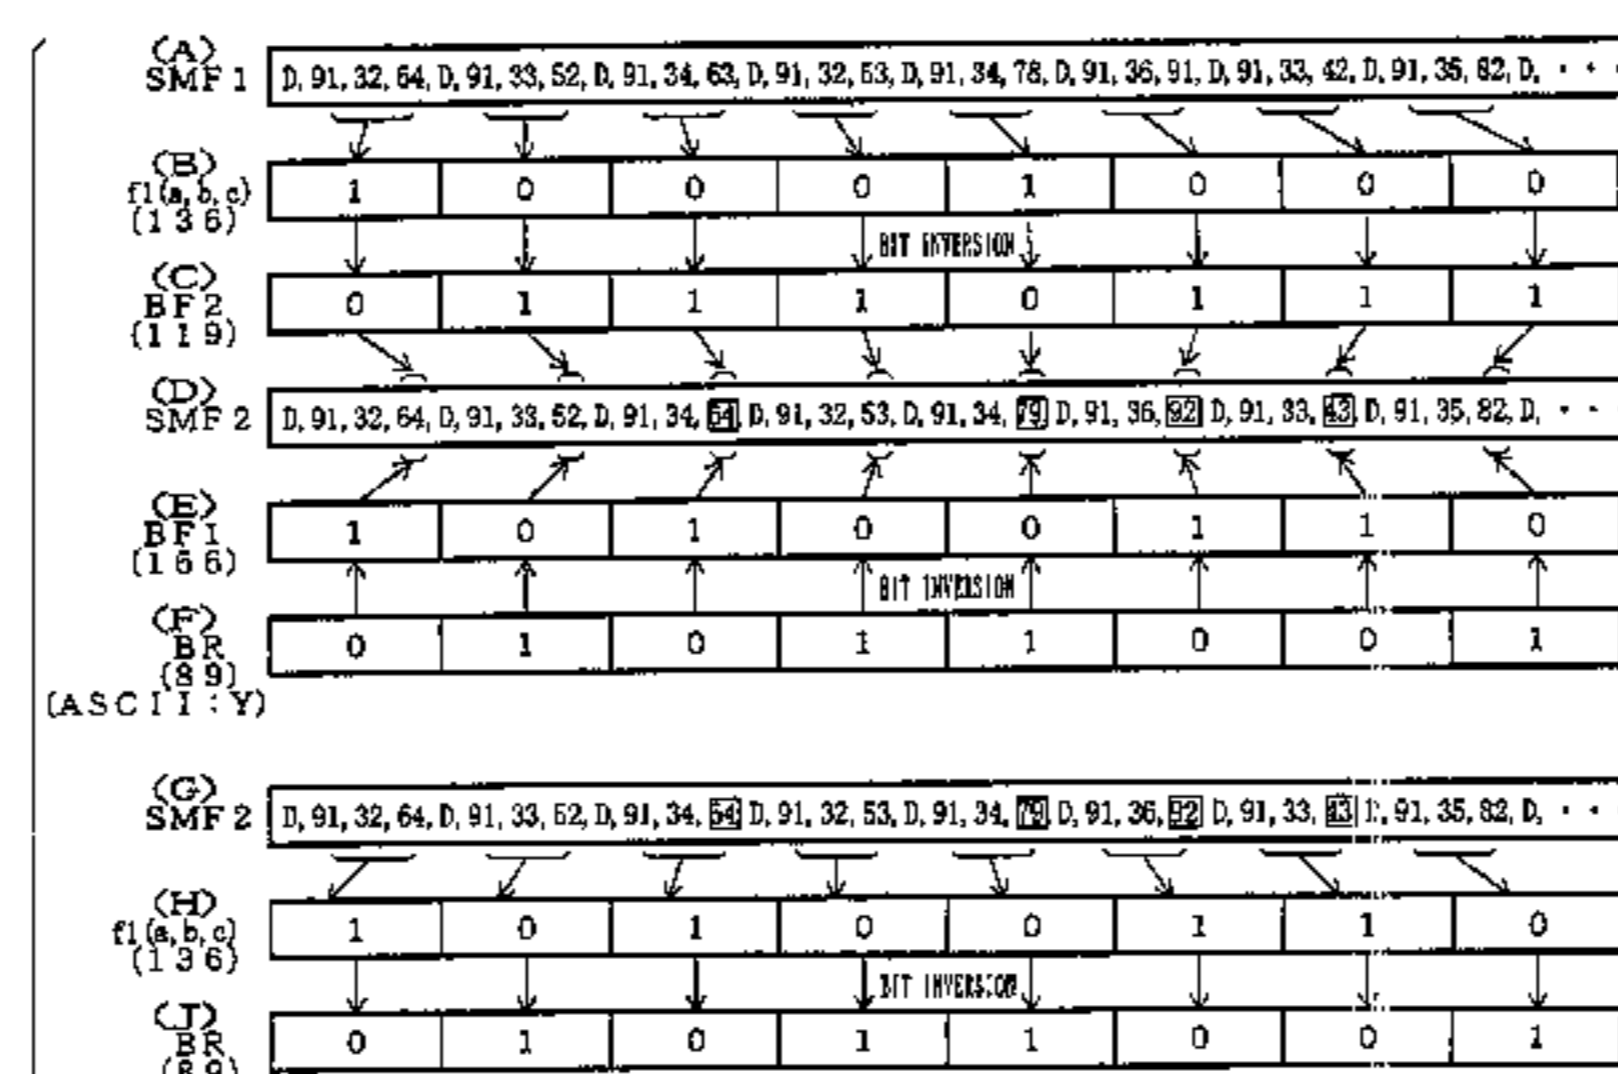 (A)
SMF1 D, 91, 32, 64, D, 91, 33, 52, D, 91, 34, 63, D, 91, 32, 53, D, 91, 34, 78, D, 91, 36, 91, D, 91, 33, 42, D, 91, 35, 82, D, · · ·
(B)
f1(a, b, c) 1 0 0 0 1 0 0 0
(136)
BIT INVERSION
(C)
BF2 0 1 1 1 0 1 1 1
(119)
(D)
SMF2 D, 91, 32, 64, D, 91, 33, 52, D, 91, 34, 64, D, 91, 32, 53, D, 91, 34, 79, D, 91, 36, 92, D, 91, 33, 43, D, 91, 35, 82, D, · ·
(E)
BF1 1 0 1 0 0 1 1 0
(166)
BIT INVERSION
(F)
BR 0 1 0 1 1 0 0 1
(89)
(ASCII:Y)
(G)
SMF2 D, 91, 32, 64, D, 91, 33, 52, D, 91, 34, 64, D, 91, 32, 53, D, 91, 34, 79, D, 91, 36, 92, D, 91, 33, 43, D, 91, 35, 82, D, · ·
(H)
f1(a, b, c) 1 0 1 0 0 1 1 0
(136)
BIT INVERSION
(J)
BR 0 1 0 1 1 0 0 1
(89)